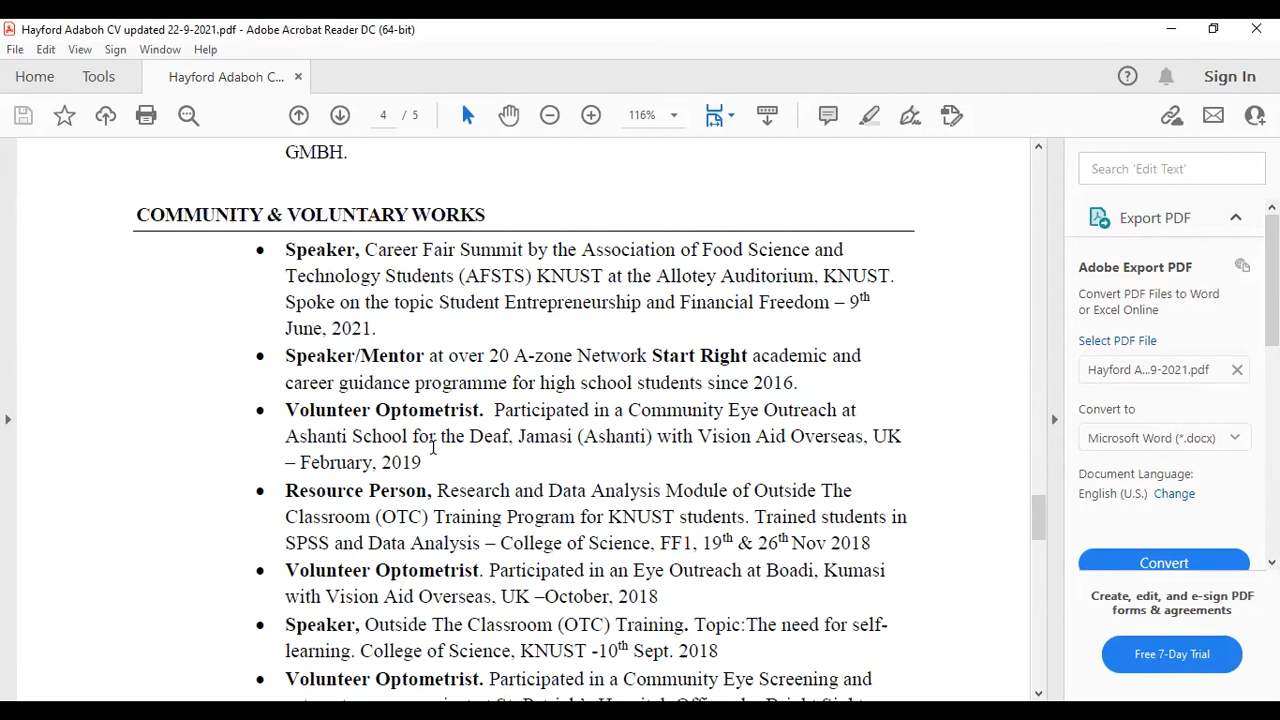 Hayford Adaboh CV updated 22-9-2021.pdf - Adobe Acrobat Reader DC (64-bit)
File Edit View Sign Window Help
Home Tools Hayford Adaboh C... Sign In
4 / 5 116%
GMBH.
COMMUNITY & VOLUNTARY WORKS
• Speaker, Career Fair Summit by the Association of Food Science and
Technology Students (AFSTS) KNUST at the Allotey Auditorium, KNUST.
Spoke on the topic Student Entrepreneurship and Financial Freedom – 9th
June, 2021.
• Speaker/Mentor at over 20 A-zone Network Start Right academic and
career guidance programme for high school students since 2016.
• Volunteer Optometrist. Participated in a Community Eye Outreach at
Ashanti School for the Deaf, Jamasi (Ashanti) with Vision Aid Overseas, UK
– February, 2019
• Resource Person, Research and Data Analysis Module of Outside The
Classroom (OTC) Training Program for KNUST students. Trained students in
SPSS and Data Analysis – College of Science, FF1, 19th & 26th Nov 2018
• Volunteer Optometrist. Participated in an Eye Outreach at Boadi, Kumasi
with Vision Aid Overseas, UK –October, 2018
• Speaker, Outside The Classroom (OTC) Training. Topic:The need for self-
learning. College of Science, KNUST -10th Sept. 2018
• Volunteer Optometrist. Participated in a Community Eye Screening and
Search 'Edit Text'
Export PDF
Adobe Export PDF
Convert PDF Files to Word
or Excel Online
Select PDF File
Hayford A...9-2021.pdf
Convert to
Microsoft Word (*.docx)
Document Language:
English (U.S.) Change
Convert
Create, edit, and e-sign PDF
forms & agreements
Free 7-Day Trial